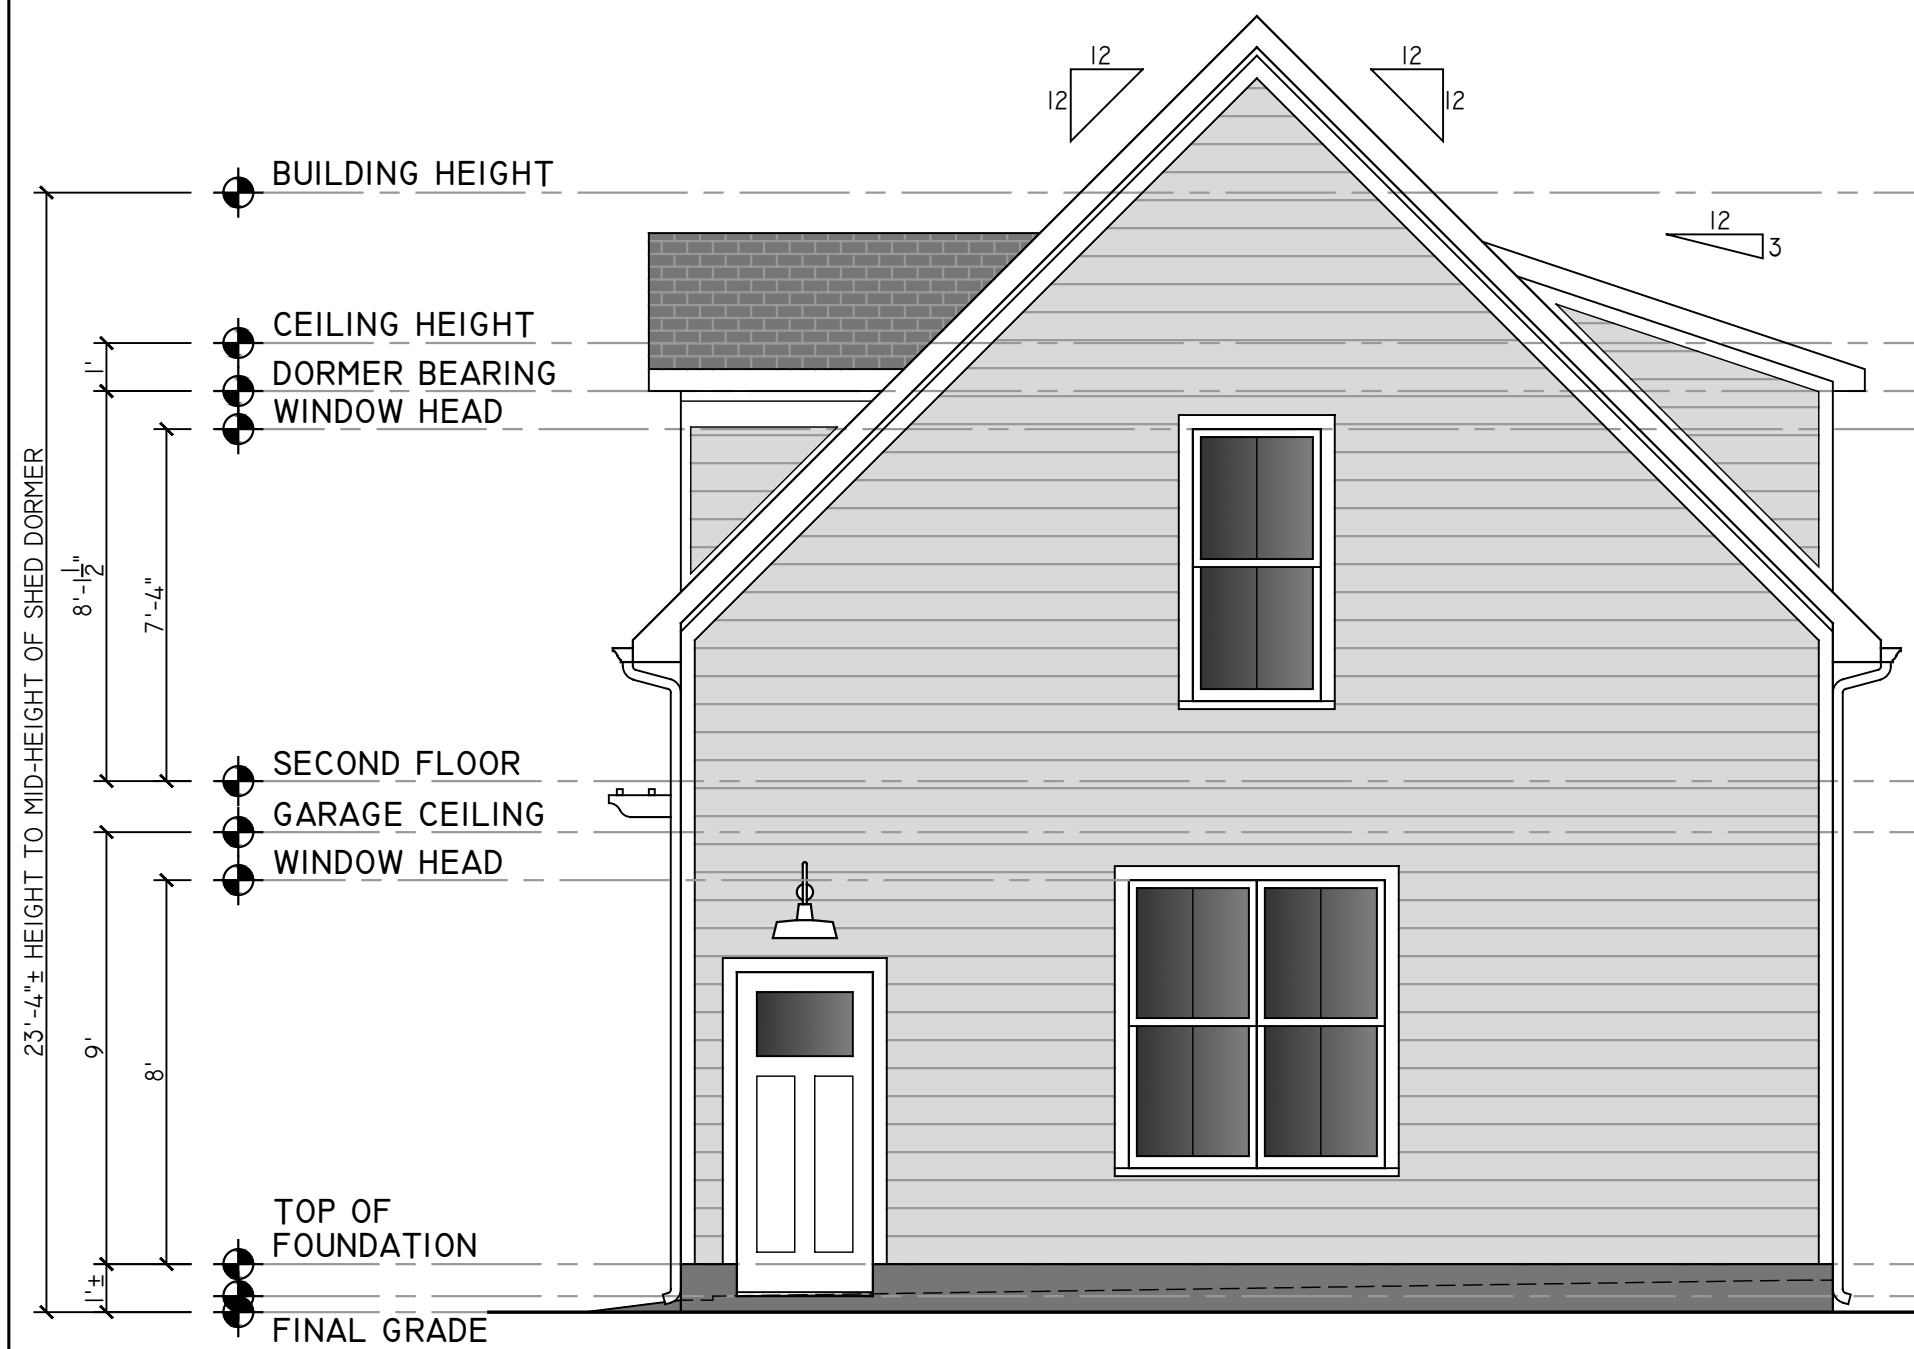 12
12
12
12
BUILDING HEIGHT
12
3
CEILING HEIGHT
1'
DORMER BEARING
WINDOW HEAD
23'-4"± HEIGHT TO MID-HEIGHT OF SHED DORMER
8'-1½"
7'-4"
SECOND FLOOR
GARAGE CEILING
WINDOW HEAD
9'
8'
TOP OF
FOUNDATION
1'±
FINAL GRADE